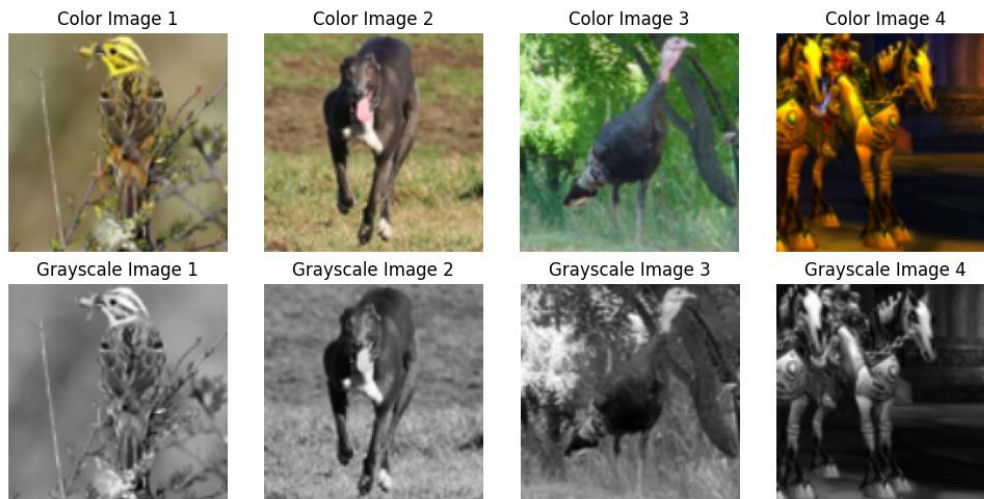 Color Image 1
Color Image 2
Color Image 3
Color Image 4
Grayscale Image 1
Grayscale Image 2
Grayscale Image 3
Grayscale Image 4